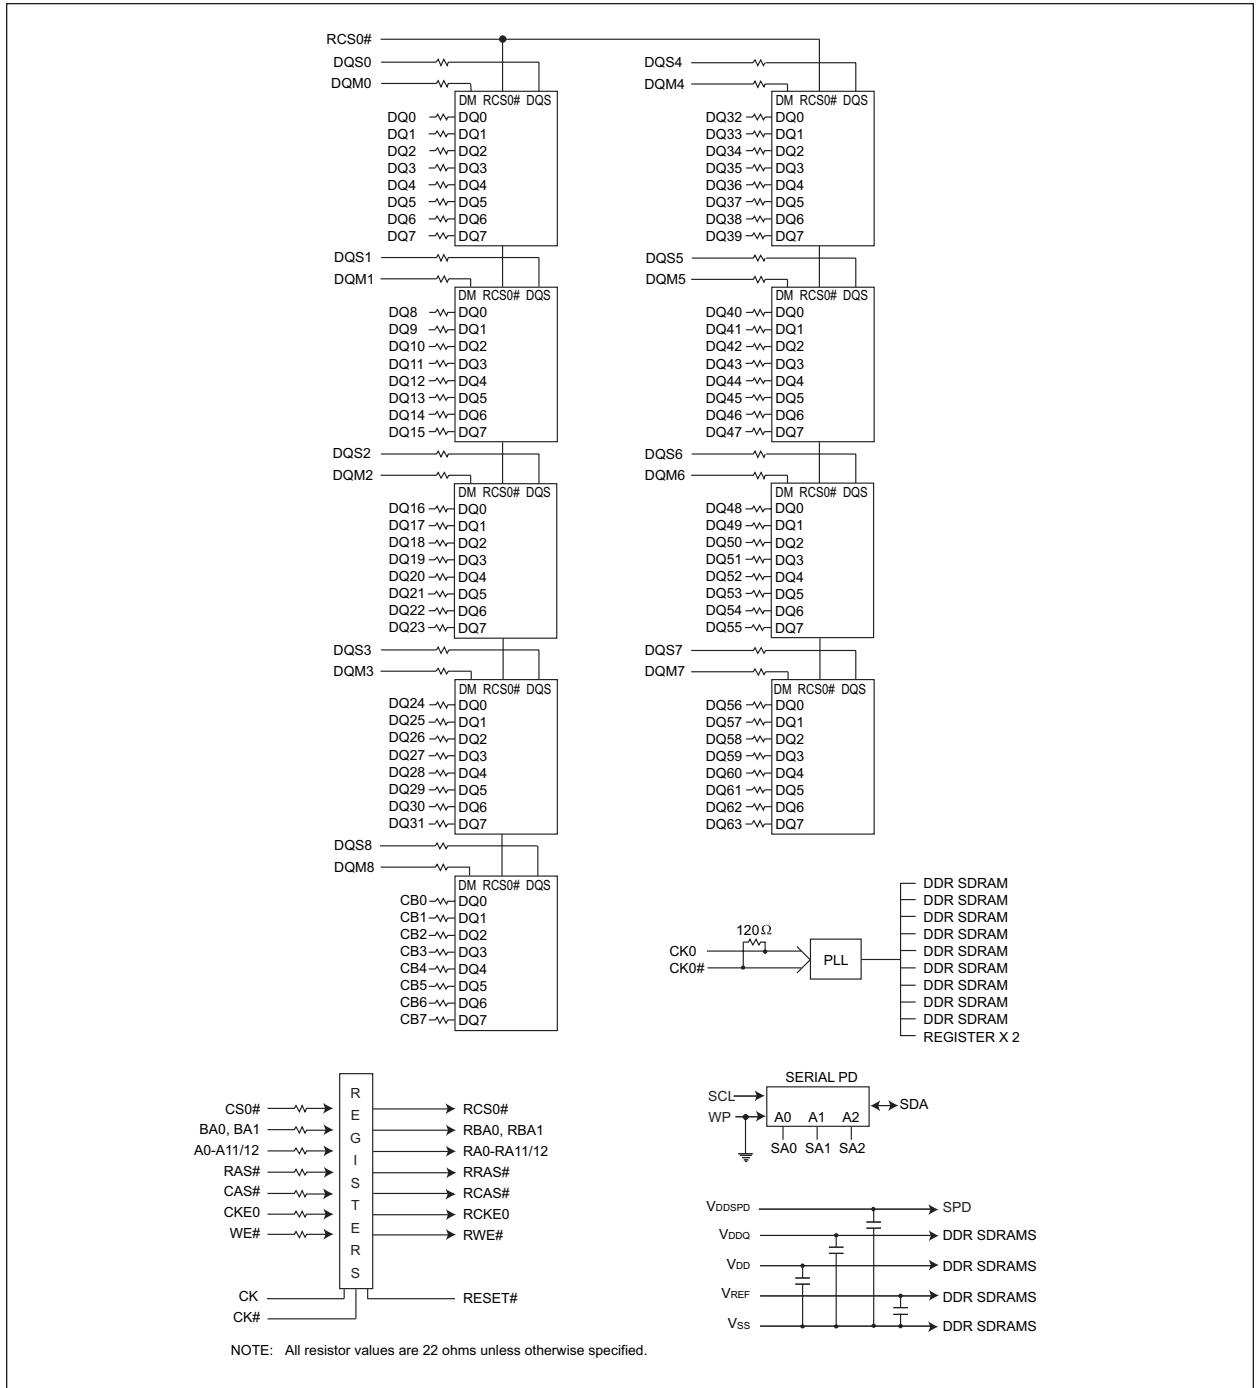 RCS0#
DQS0
DQM0
DM RCS0# DQS
DQ0 DQ0
DQ1 DQ1
DQ2 DQ2
DQ3 DQ3
DQ4 DQ4
DQ5 DQ5
DQ6 DQ6
DQ7 DQ7
DQS1
DQM1
DM RCS0# DQS
DQ8 DQ0
DQ9 DQ1
DQ10 DQ2
DQ11 DQ3
DQ12 DQ4
DQ13 DQ5
DQ14 DQ6
DQ15 DQ7
DQS2
DQM2
DM RCS0# DQS
DQ16 DQ0
DQ17 DQ1
DQ18 DQ2
DQ19 DQ3
DQ20 DQ4
DQ21 DQ5
DQ22 DQ6
DQ23 DQ7
DQS3
DQM3
DM RCS0# DQS
DQ24 DQ0
DQ25 DQ1
DQ26 DQ2
DQ27 DQ3
DQ28 DQ4
DQ29 DQ5
DQ30 DQ6
DQ31 DQ7
DQS8
DQM8
DM RCS0# DQS
CB0 DQ0
CB1 DQ1
CB2 DQ2
CB3 DQ3
CB4 DQ4
CB5 DQ5
CB6 DQ6
CB7 DQ7
DQS4
DQM4
DM RCS0# DQS
DQ32 DQ0
DQ33 DQ1
DQ34 DQ2
DQ35 DQ3
DQ36 DQ4
DQ37 DQ5
DQ38 DQ6
DQ39 DQ7
DQS5
DQM5
DM RCS0# DQS
DQ40 DQ0
DQ41 DQ1
DQ42 DQ2
DQ43 DQ3
DQ44 DQ4
DQ45 DQ5
DQ46 DQ6
DQ47 DQ7
DQS6
DQM6
DM RCS0# DQS
DQ48 DQ0
DQ49 DQ1
DQ50 DQ2
DQ51 DQ3
DQ52 DQ4
DQ53 DQ5
DQ54 DQ6
DQ55 DQ7
DQS7
DQM7
DM RCS0# DQS
DQ56 DQ0
DQ57 DQ1
DQ58 DQ2
DQ59 DQ3
DQ60 DQ4
DQ61 DQ5
DQ62 DQ6
DQ63 DQ7
120Ω
CK0
CK0#
PLL
DDR SDRAM
DDR SDRAM
DDR SDRAM
DDR SDRAM
DDR SDRAM
DDR SDRAM
DDR SDRAM
DDR SDRAM
DDR SDRAM
REGISTER X 2
REGISTERS
CS0# RCS0#
BA0, BA1 RBA0, RBA1
A0-A11/12 RA0-RA11/12
RAS# RRAS#
CAS# RCAS#
CKE0 RCKE0
WE# RWE#
CK RESET#
CK#
SERIAL PD
SCL
WP A0 A1 A2 SDA
SA0 SA1 SA2
VDDSPD SPD
VDDQ DDR SDRAMS
VDD DDR SDRAMS
VREF DDR SDRAMS
VSS DDR SDRAMS
NOTE: All resistor values are 22 ohms unless otherwise specified.